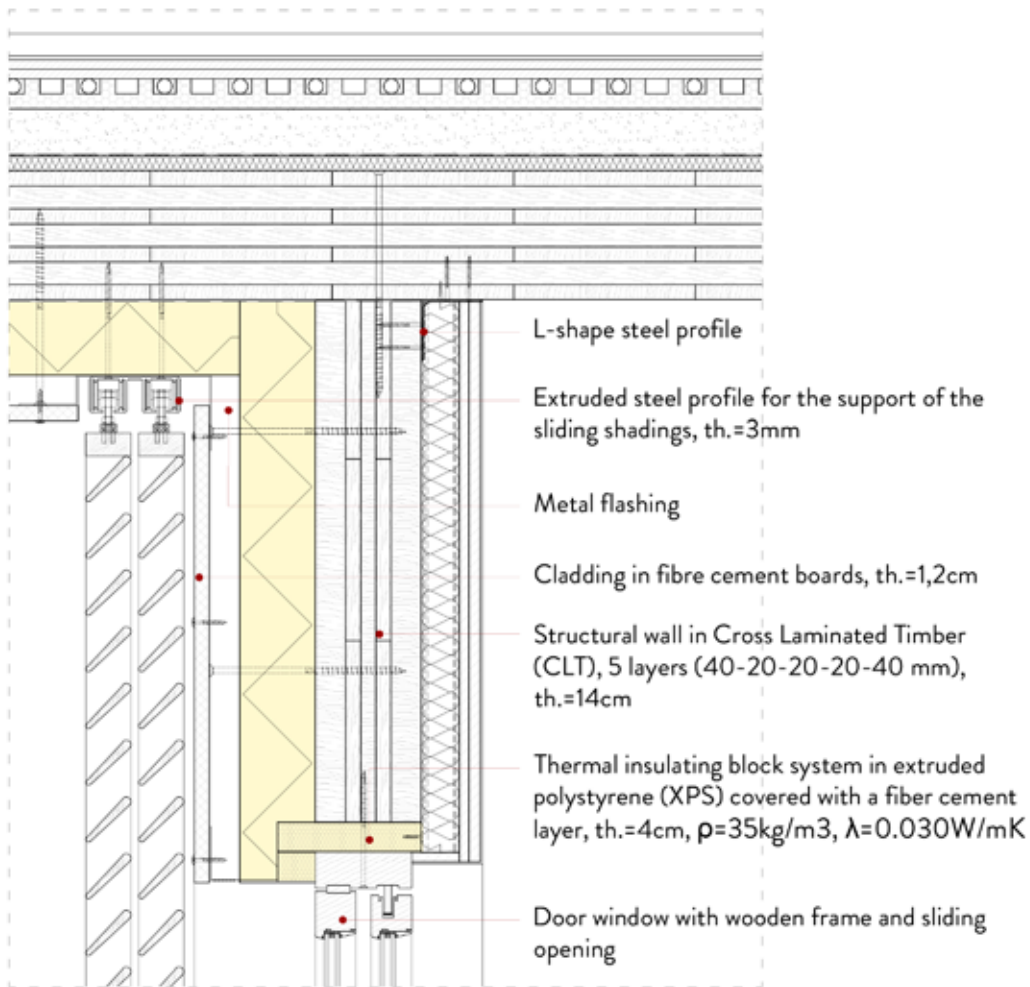 L-shape steel profile
Extruded steel profile for the support of the
sliding shadings, th.=3mm
Metal flashing
Cladding in fibre cement boards, th.=1,2cm
Structural wall in Cross Laminated Timber
(CLT), 5 layers (40-20-20-20-40 mm),
th.=14cm
Thermal insulating block system in extruded
polystyrene (XPS) covered with a fiber cement
layer, th.=4cm, ρ=35kg/m3, λ=0.030W/mK
Door window with wooden frame and sliding
opening